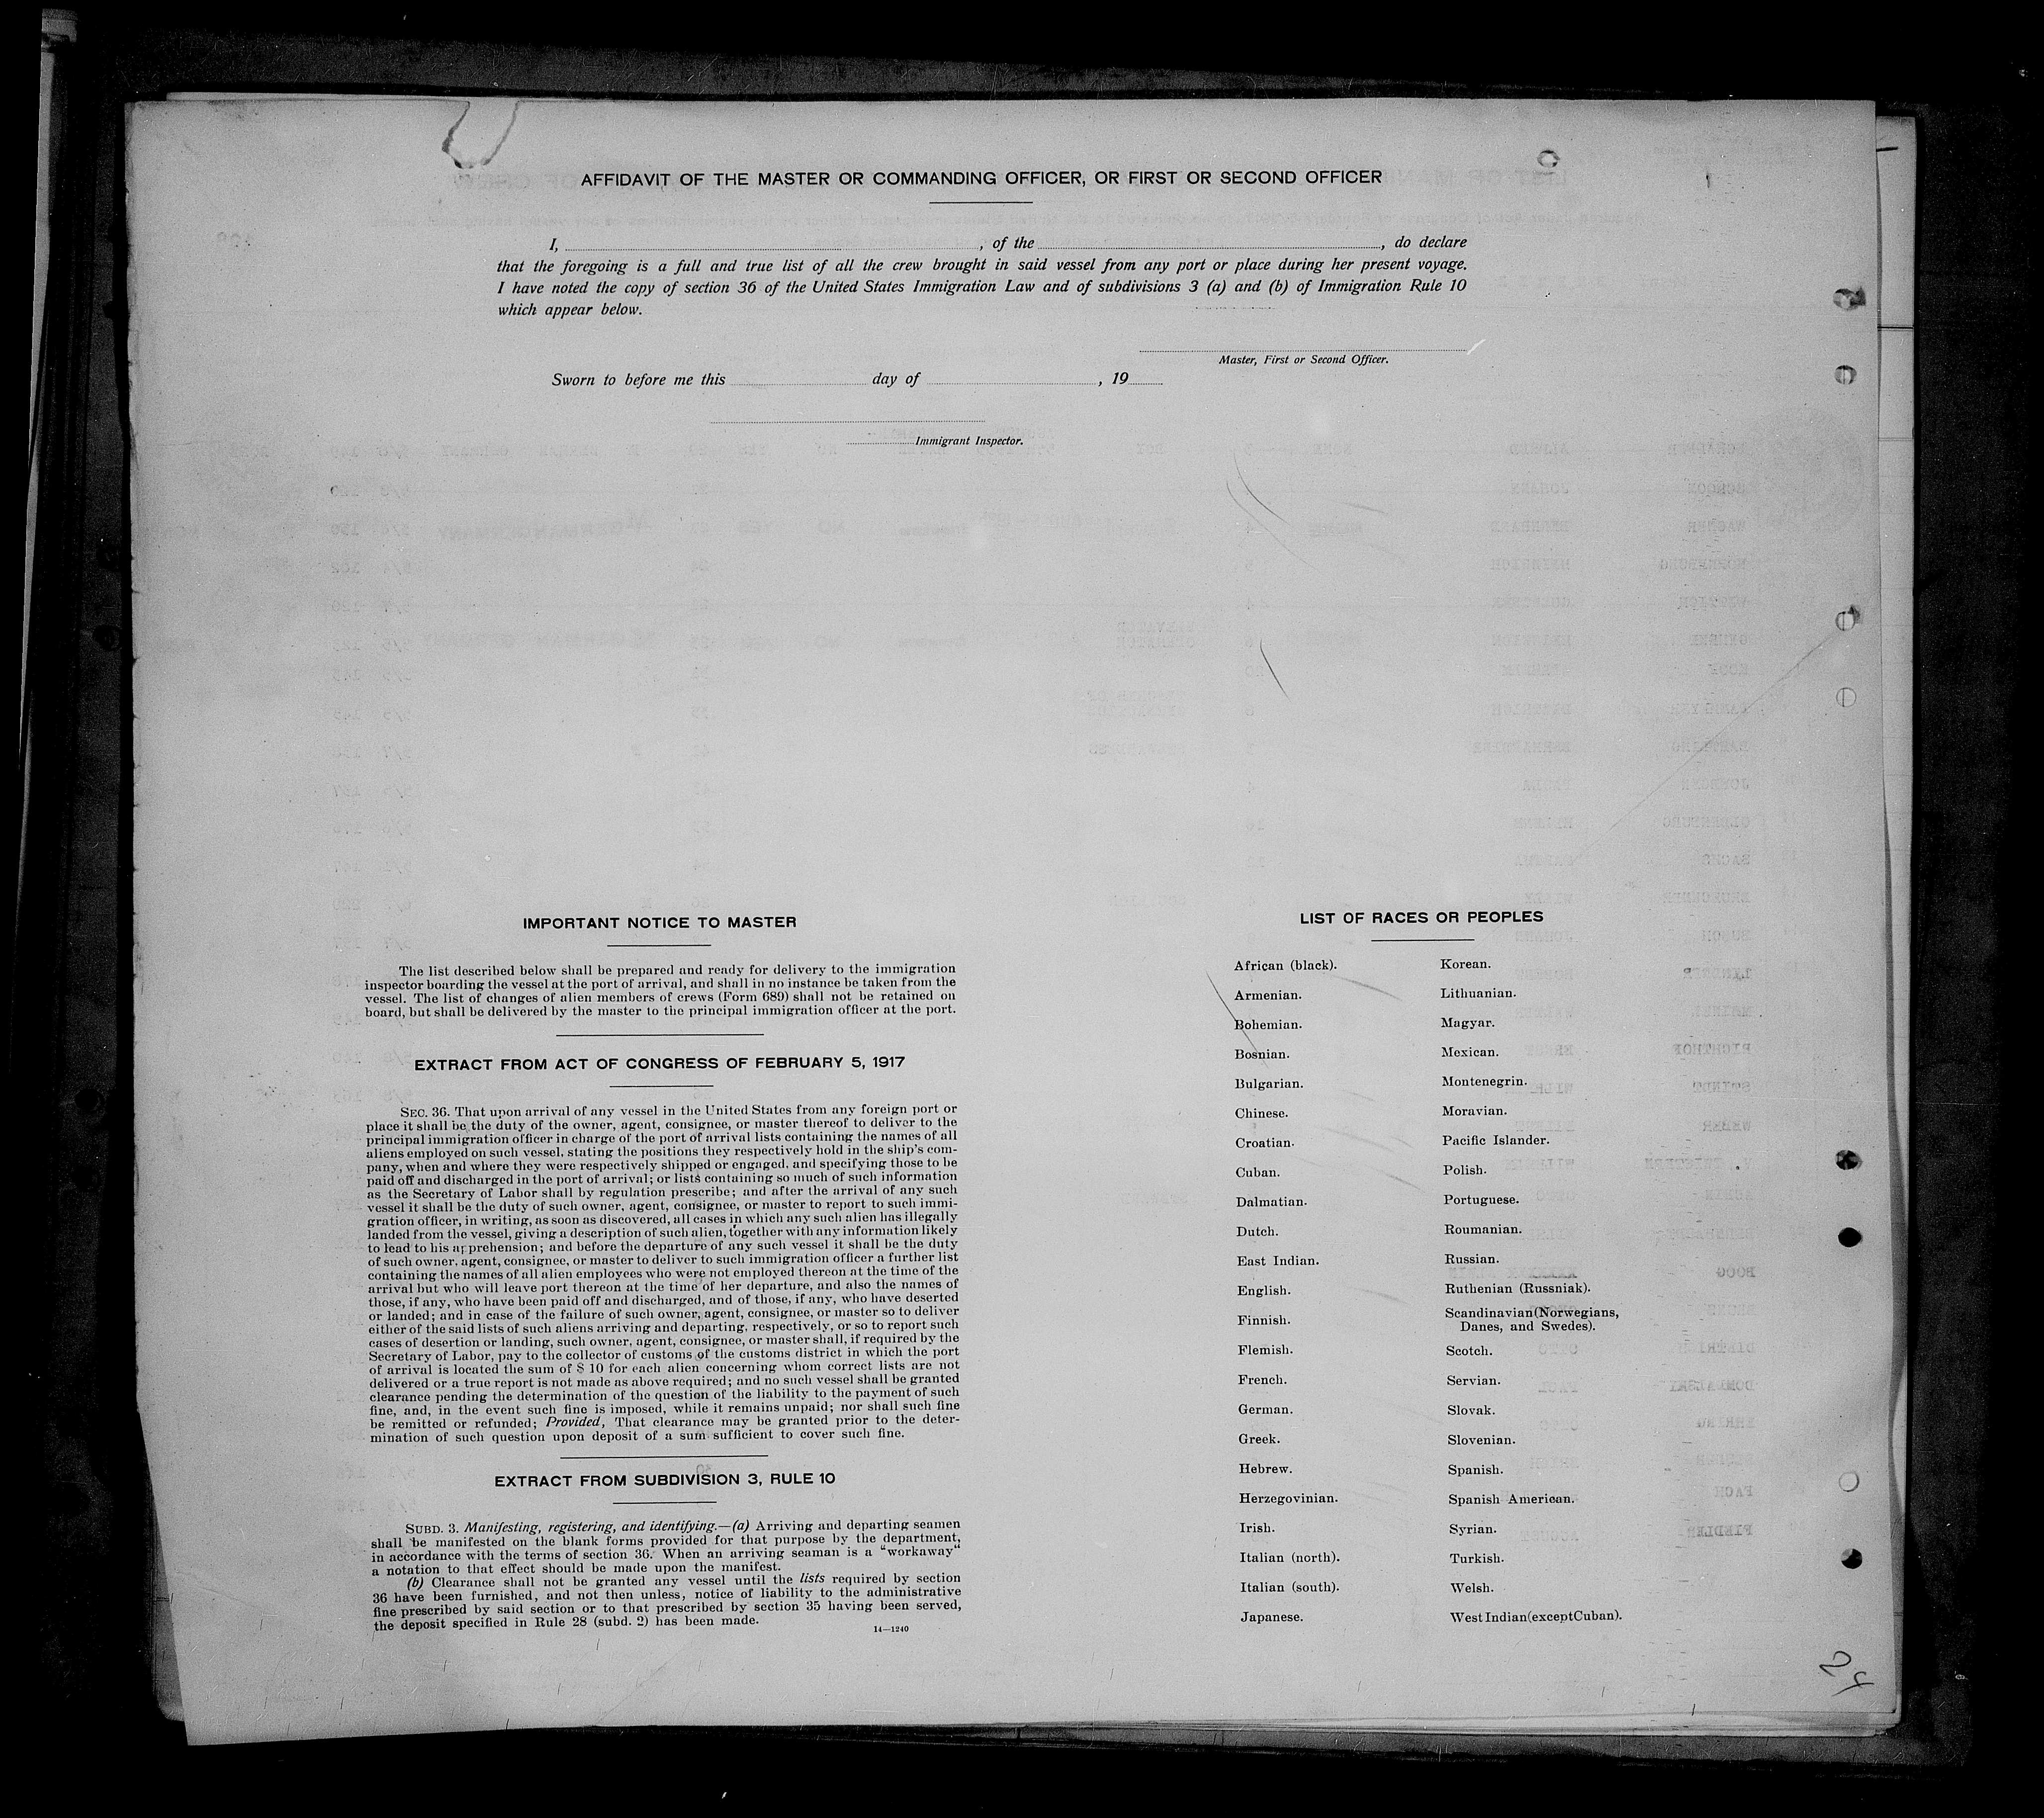 AFFIDAVIT OF THE MASTER OR COMMANDING OFFICER, OR FIRST OR SECOND OFFICER
I, , of the , do declare
that the foregoing is a full and true list of all the crew brought in said vessel from any port or place during her present voyage.
I have noted the copy of section 36 of the United States Immigration Law and of subdivisions 3 (a) and (b) of Immigration Rule 10
which appear below.
Master, First or Second Officer.
Sworn to before me this day of , 19
Immigrant Inspector.
IMPORTANT NOTICE TO MASTER
The list described below shall be prepared and ready for delivery to the immigration
inspector boarding the vessel at the port of arrival, and shall in no instance be taken from the
vessel. The list of changes of alien members of crews (Form 689) shall not be retained on
board, but shall be delivered by the master to the principal immigration officer at the port.
EXTRACT FROM ACT OF CONGRESS OF FEBRUARY 5, 1917
SEC. 36. That upon arrival of any vessel in the United States from any foreign port or
place it shall be the duty of the owner, agent, consignee, or master thereof to deliver to the
principal immigration officer in charge of the port of arrival lists containing the names of all
aliens employed on such vessel, stating the positions they respectively hold in the ship's com-
pany, when and where they were respectively shipped or engaged, and specifying those to be
paid off and discharged in the port of arrival; or lists containing so much of such information
as the Secretary of Labor shall by regulation prescribe; and after the arrival of any such
vessel it shall be the duty of such owner, agent, consignee, or master to report to such immi-
gration officer, in writing, as soon as discovered, all cases in which any such alien has illegally
landed from the vessel, giving a description of such alien, together with any information likely
to lead to his apprehension; and before the departure of any such vessel it shall be the duty
of such owner, agent, consignee, or master to deliver to such immigration officer a further list
containing the names of all alien employees who were not employed thereon at the time of the
arrival but who will leave port thereon at the time of her departure, and also the names of
those, if any, who have been paid off and discharged, and of those, if any, who have deserted
or landed; and in case of the failure of such owner, agent, consignee, or master so to deliver
either of the said lists of such aliens arriving and departing, respectively, or so to report such
cases of desertion or landing, such owner, agent, consignee, or master shall, if required by the
Secretary of Labor, pay to the collector of customs of the customs district in which the port
of arrival is located the sum of $ 10 for each alien concerning whom correct lists are not
delivered or a true report is not made as above required; and no such vessel shall be granted
clearance pending the determination of the question of the liability to the payment of such
fine, and, in the event such fine is imposed, while it remains unpaid; nor shall such fine
be remitted or refunded; Provided, That clearance may be granted prior to the deter-
mination of such question upon deposit of a sum sufficient to cover such fine.
EXTRACT FROM SUBDIVISION 3, RULE 10
SUBD. 3. Manifesting, registering, and identifying.—(a) Arriving and departing seamen
shall be manifested on the blank forms provided for that purpose by the department,
in accordance with the terms of section 36. When an arriving seaman is a "workaway"
a notation to that effect should be made upon the manifest.
(b) Clearance shall not be granted any vessel until the lists required by section
36 have been furnished, and not then unless, notice of liability to the administrative
fine prescribed by said section or to that prescribed by section 35 having been served,
the deposit specified in Rule 28 (subd. 2) has been made.
14—1240
LIST OF RACES OR PEOPLES
African (black).
Armenian.
Bohemian.
Bosnian.
Bulgarian.
Chinese.
Croatian.
Cuban.
Dalmatian.
Dutch.
East Indian.
English.
Finnish.
Flemish.
French.
German.
Greek.
Hebrew.
Herzegovinian.
Irish.
Italian (north).
Italian (south).
Japanese.
Korean.
Lithuanian.
Magyar.
Mexican.
Montenegrin.
Moravian.
Pacific Islander.
Polish.
Portuguese.
Roumanian.
Russian.
Ruthenian (Russniak).
Scandinavian (Norwegians,
Danes, and Swedes).
Scotch.
Servian.
Slovak.
Slovenian.
Spanish.
Spanish American.
Syrian.
Turkish.
Welsh.
West Indian (except Cuban).